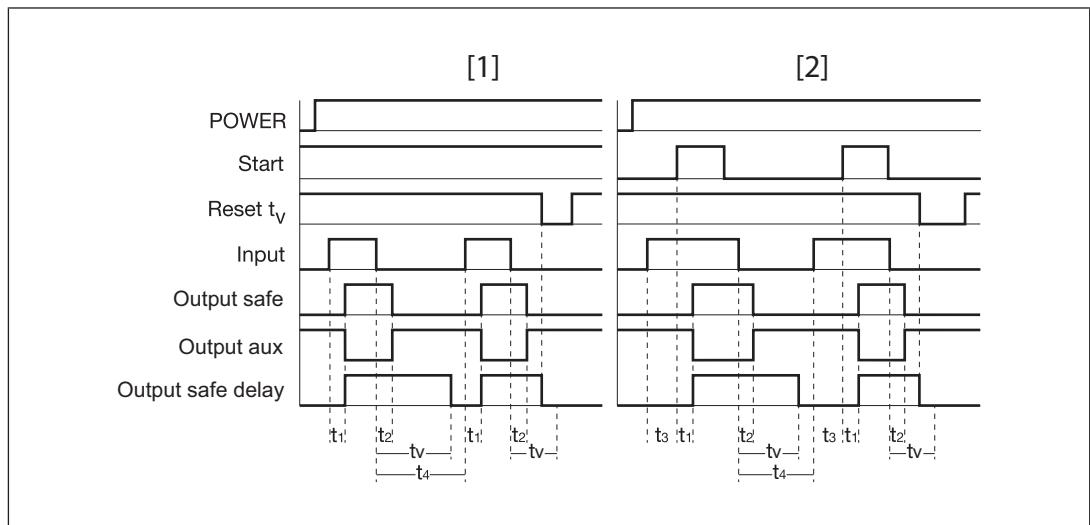 [1] [2]
POWER
Start
Reset tV
Input
Output safe
Output aux
Output safe delay
t1 t2 t1 t2 t3 t1 t2 t3 t1 t2
tv tv tv tv
t4 t4